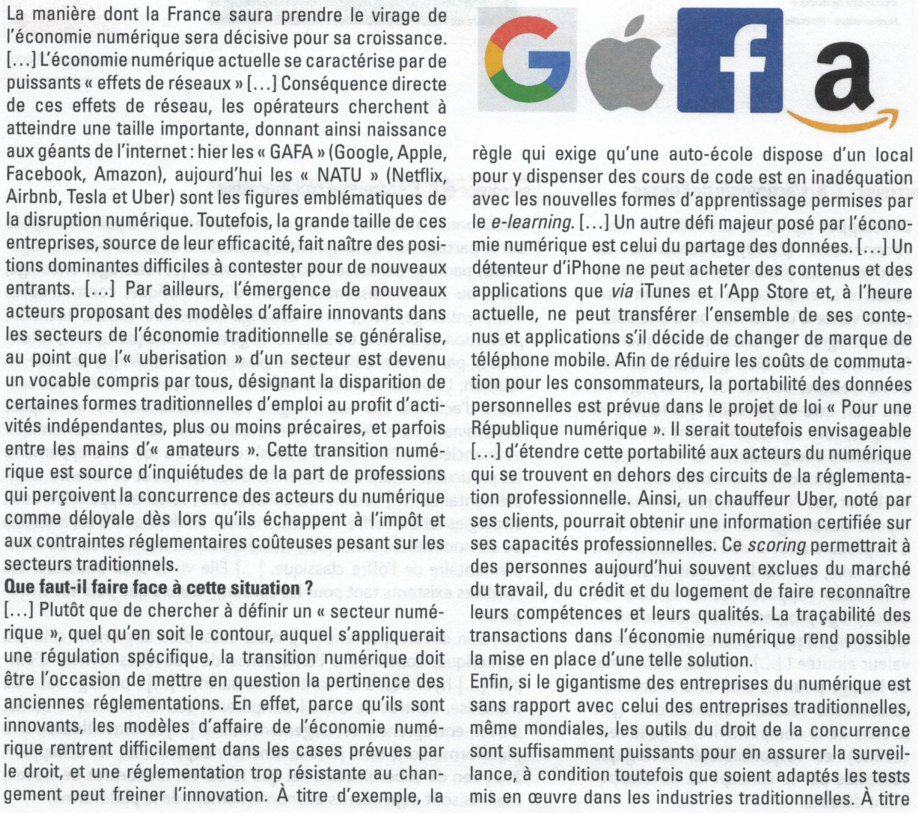 La manière dont la France saura prendre le virage de
l'économie numérique sera décisive pour sa croissance.
[…] L'économie numérique actuelle se caractérise par de
puissants « effets de réseaux » […] Conséquence directe
de ces effets de réseau, les opérateurs cherchent à
atteindre une taille importante, donnant ainsi naissance
aux géants de l'internet : hier les « GAFA » (Google, Apple,
Facebook, Amazon), aujourd'hui les « NATU » (Netflix,
Airbnb, Tesla et Uber) sont les figures emblématiques de
la disruption numérique. Toutefois, la grande taille de ces
entreprises, source de leur efficacité, fait naître des posi-
tions dominantes difficiles à contester pour de nouveaux
entrants. […] Par ailleurs, l'émergence de nouveaux
acteurs proposant des modèles d'affaire innovants dans
les secteurs de l'économie traditionnelle se généralise,
au point que l'« uberisation » d'un secteur est devenu
un vocable compris par tous, désignant la disparition de
certaines formes traditionnelles d'emploi au profit d'acti-
vités indépendantes, plus ou moins précaires, et parfois
aux mains d'« amateurs ». Cette transition numé-
rique est source d'inquiétudes de la part de professions
qui perçoivent la concurrence des acteurs du numérique
comme déloyale dès lors qu'ils échappent à l'impôt et
aux contraintes réglementaires coûteuses pesant sur les
secteurs traditionnels.
Que faut-il faire face à cette situation ?
[…] Plutôt que de chercher à définir un « secteur numé-
rique », quel qu'en soit le contour, auquel s'appliquerait
une régulation spécifique, la transition numérique doit
être l'occasion de mettre en question la pertinence des
anciennes réglementations. En effet, parce qu'ils sont
innovants, les modèles d'affaire de l'économie numé-
rique rentrent difficilement dans les cases prévues par
le droit, et une réglementation trop résistante au chan-
gement peut freiner l'innovation. À titre d'exemple, la
G f a
règle qui exige qu'une auto-école dispose d'un local
pour y dispenser des cours de code est en inadéquation
avec les nouvelles formes d'apprentissage permises par
le e-learning. […] Un autre défi majeur posé par l'écono-
mie numérique est celui du partage des données. […] Un
détenteur d'iPhone ne peut acheter des contenus et des
applications que via iTunes et l'App Store et, à l'heure
actuelle, ne peut transférer l'ensemble de ses conte-
nus et applications s'il décide de changer de marque de
téléphone mobile. Afin de réduire les coûts de commuta-
tion pour les consommateurs, la portabilité des données
personnelles est prévue dans le projet de loi « Pour une
République numérique ». Il serait toutefois envisageable
[…] d'étendre cette portabilité aux acteurs du numérique
qui se trouvent en dehors des circuits de la réglementa-
tion professionnelle. Ainsi, un chauffeur Uber, noté par
ses clients, pourrait obtenir une information certifiée sur
ses capacités professionnelles. Ce scoring permettrait à
des personnes aujourd'hui souvent exclues du marché
du travail, du crédit et du logement de faire reconnaître
leurs compétences et leurs qualités. La traçabilité des
transactions dans l'économie numérique rend possible
la mise en place d'une telle notation.
Enfin, si le gigantisme des entreprises du numérique est
sans rapport avec celui des entreprises traditionnelles,
même mondiales, les outils du droit de la concurrence
sont suffisamment puissants pour en assurer la surveil-
lance, à condition toutefois que soient adaptés les tests
mis en œuvre dans les industries traditionnelles. À titre